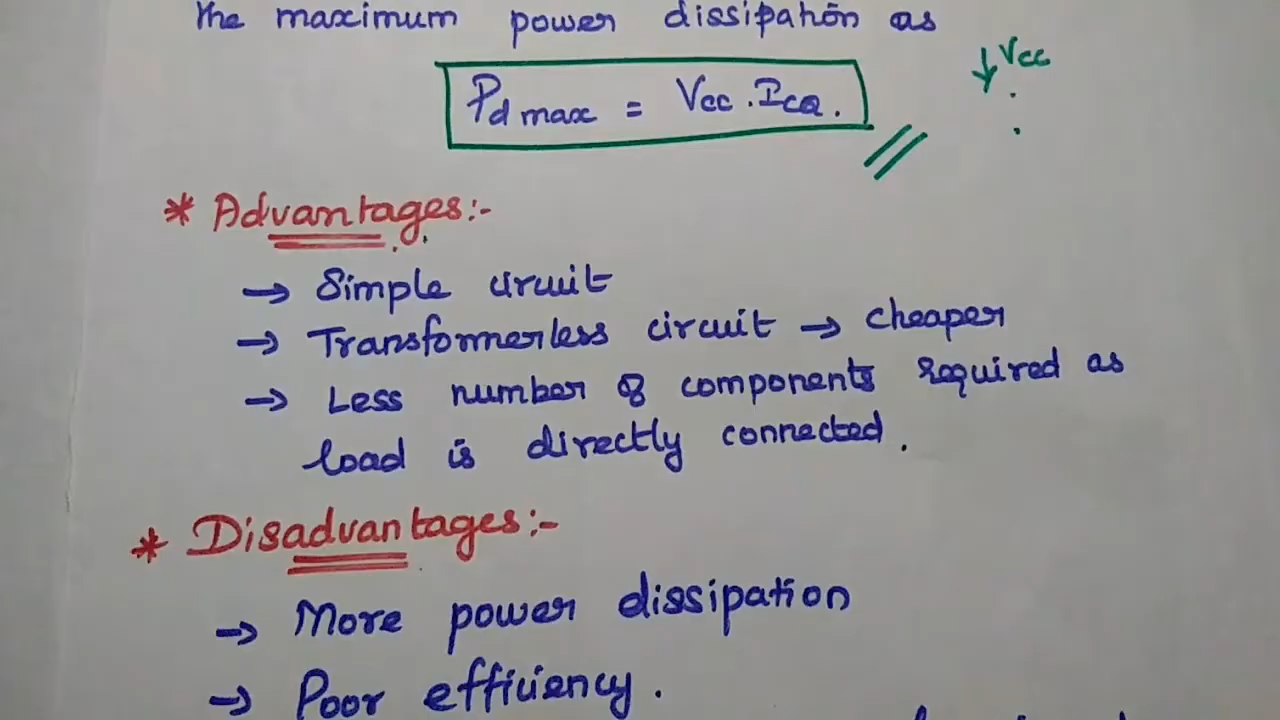 The maximum power dissipation as
Pd max = Vcc . ICQ .
↓ Vcc
* Advantages:-
→ Simple circuit
→ Transformerless circuit → cheaper
→ Less number of components required as
load is directly connected.
* Disadvantages:-
→ More power dissipation
→ Poor efficiency.